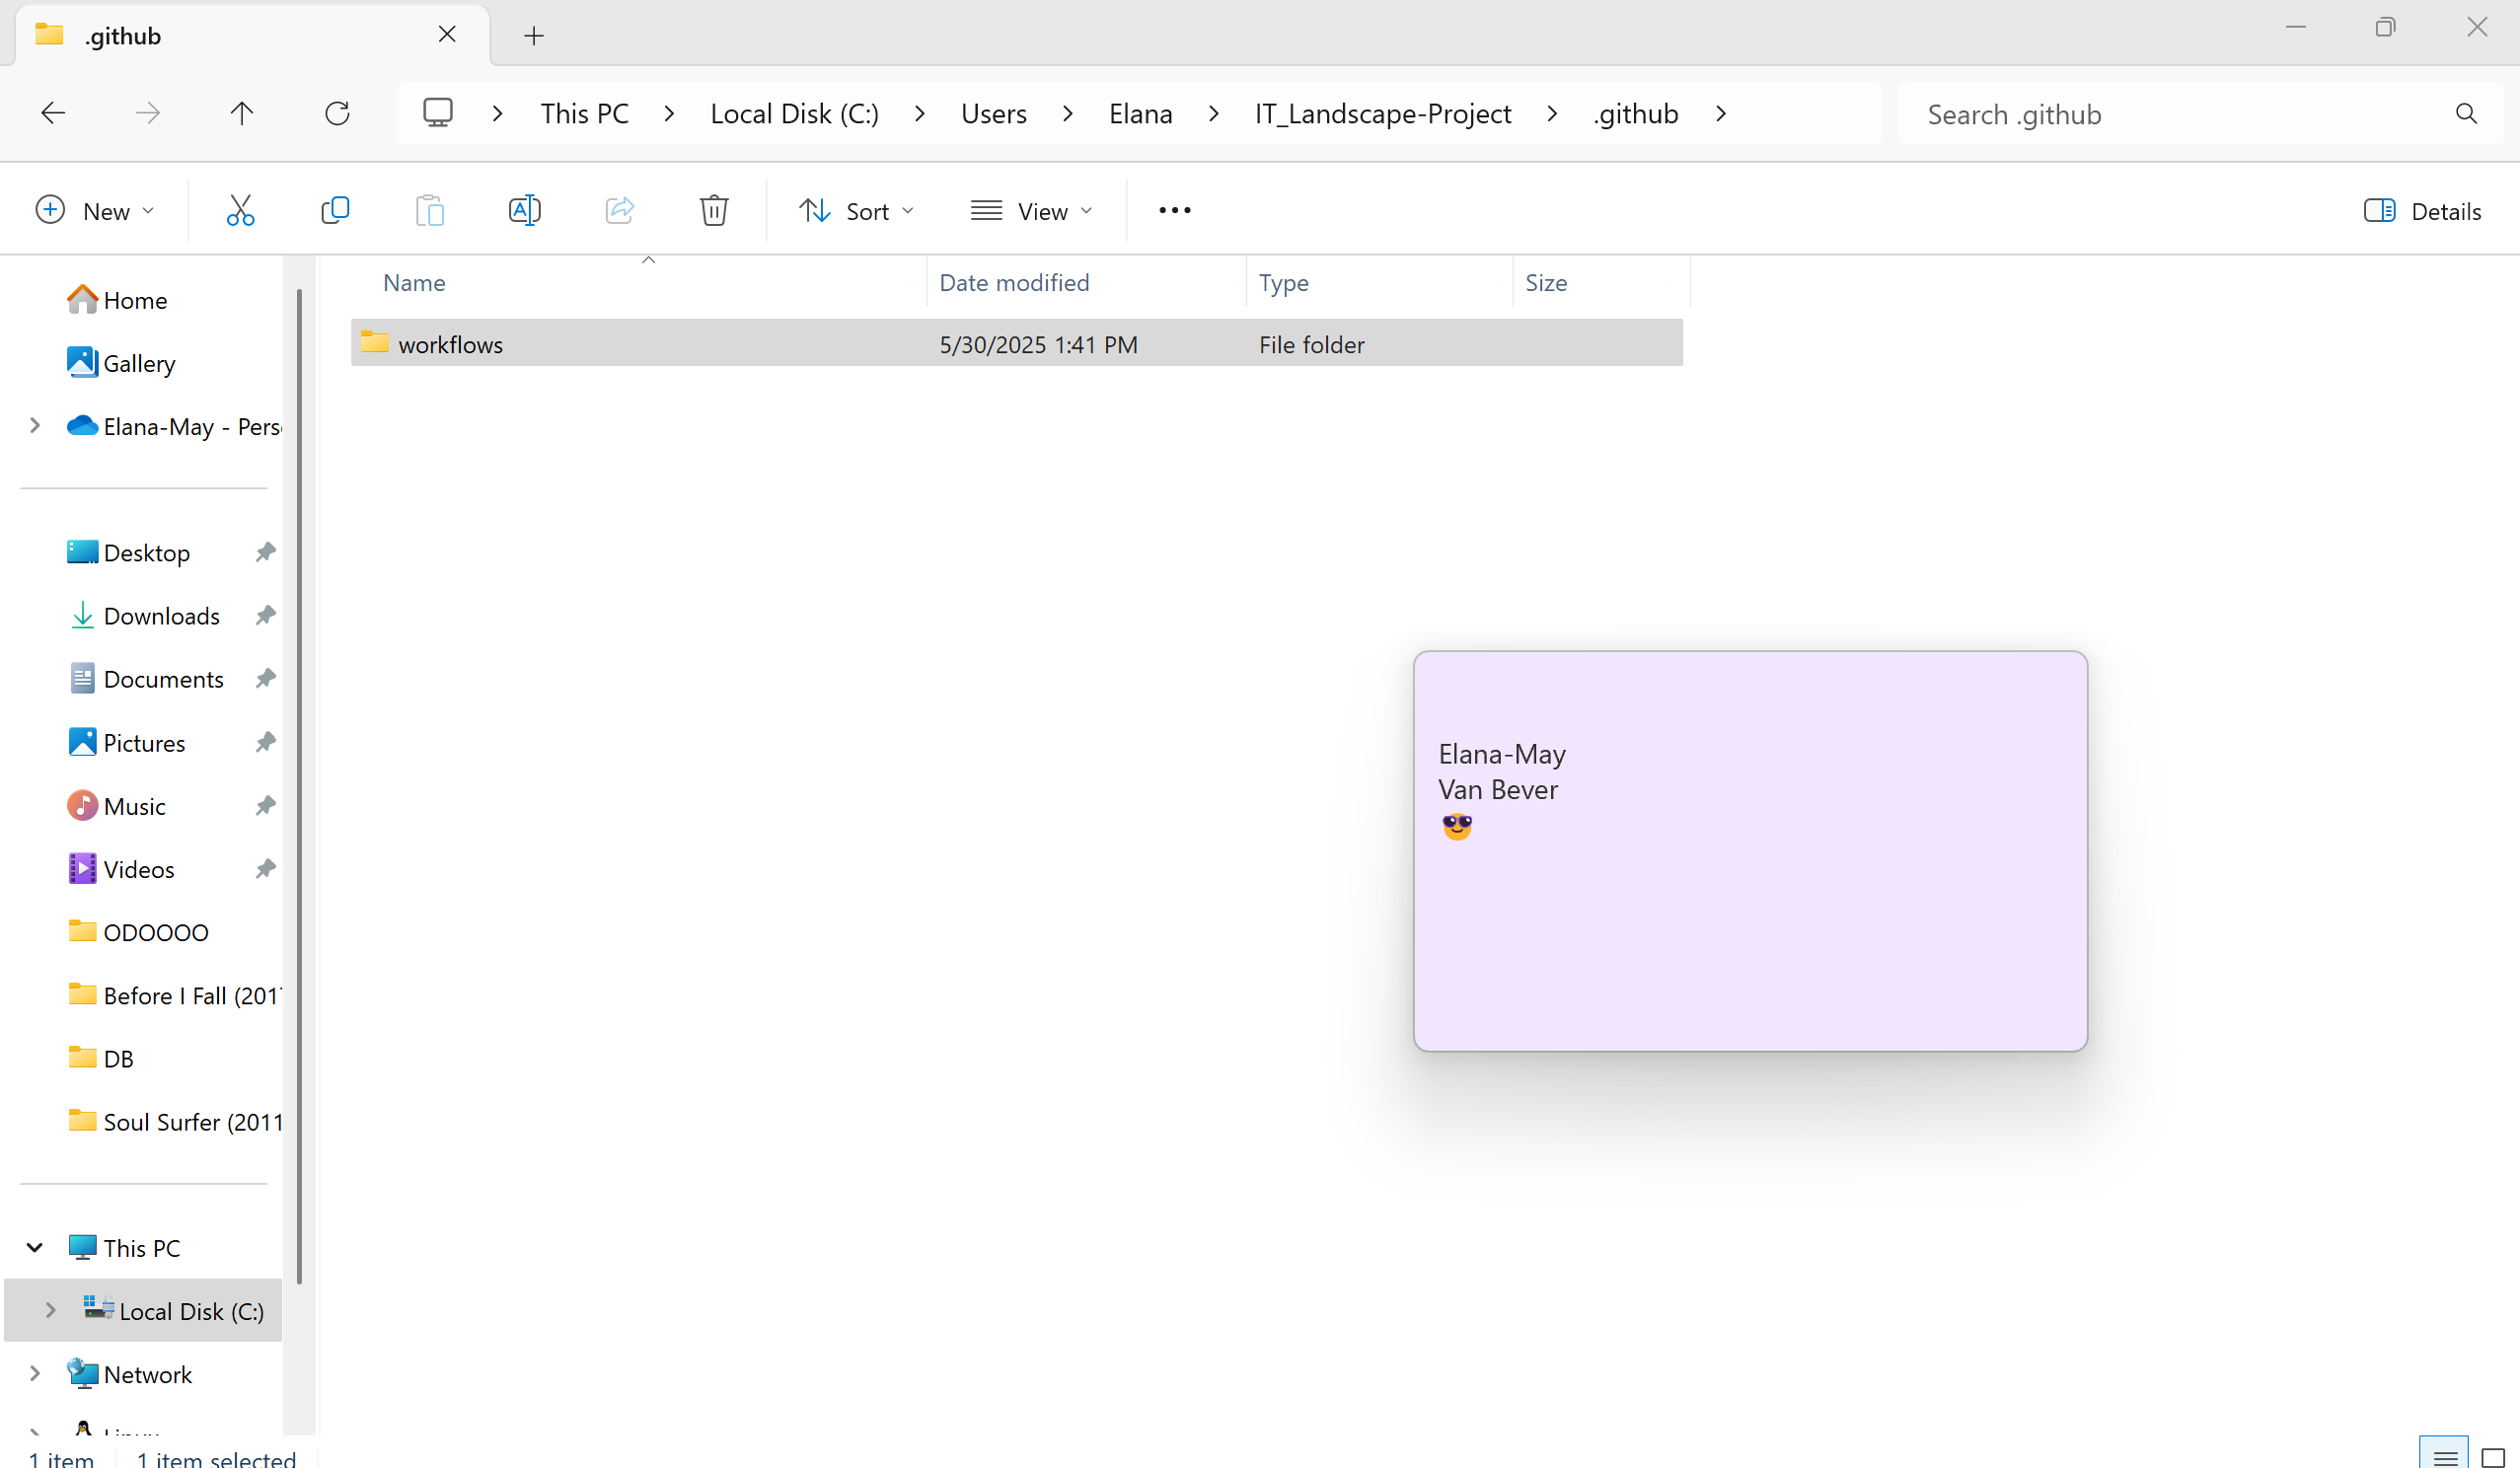 .github
This PC
Local Disk (C:)
Users
Elana
IT_Landscape-Project
.github
Search .github
New
Sort
View
Details
Name
Date modified
Type
Size
workflows
5/30/2025 1:41 PM
File folder
Home
Gallery
Elana-May -
Desktop
Downloads
Documents
Pictures
Music
Videos
ODOOOO
Before I Fall
DB
Soul Surfer (2011
This PC
Local Disk (C:)
Network
1 item
1 item selected
Elana-May
Van Bever
😎